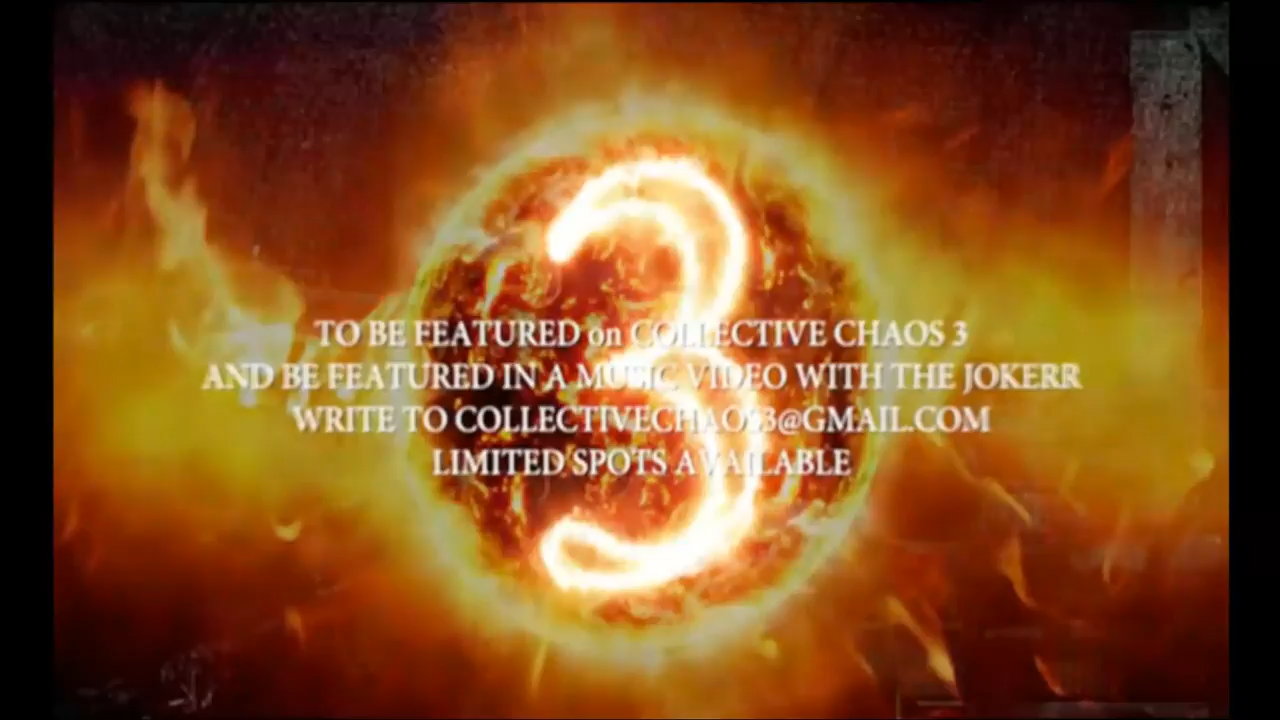 3
TO BE FEATURED on COLLECTIVE CHAOS 3
AND BE FEATURED IN A MUSIC VIDEO WITH THE JOKERR
WRITE TO COLLECTIVECHAOS3@GMAIL.COM
LIMITED SPOTS AVAILABLE